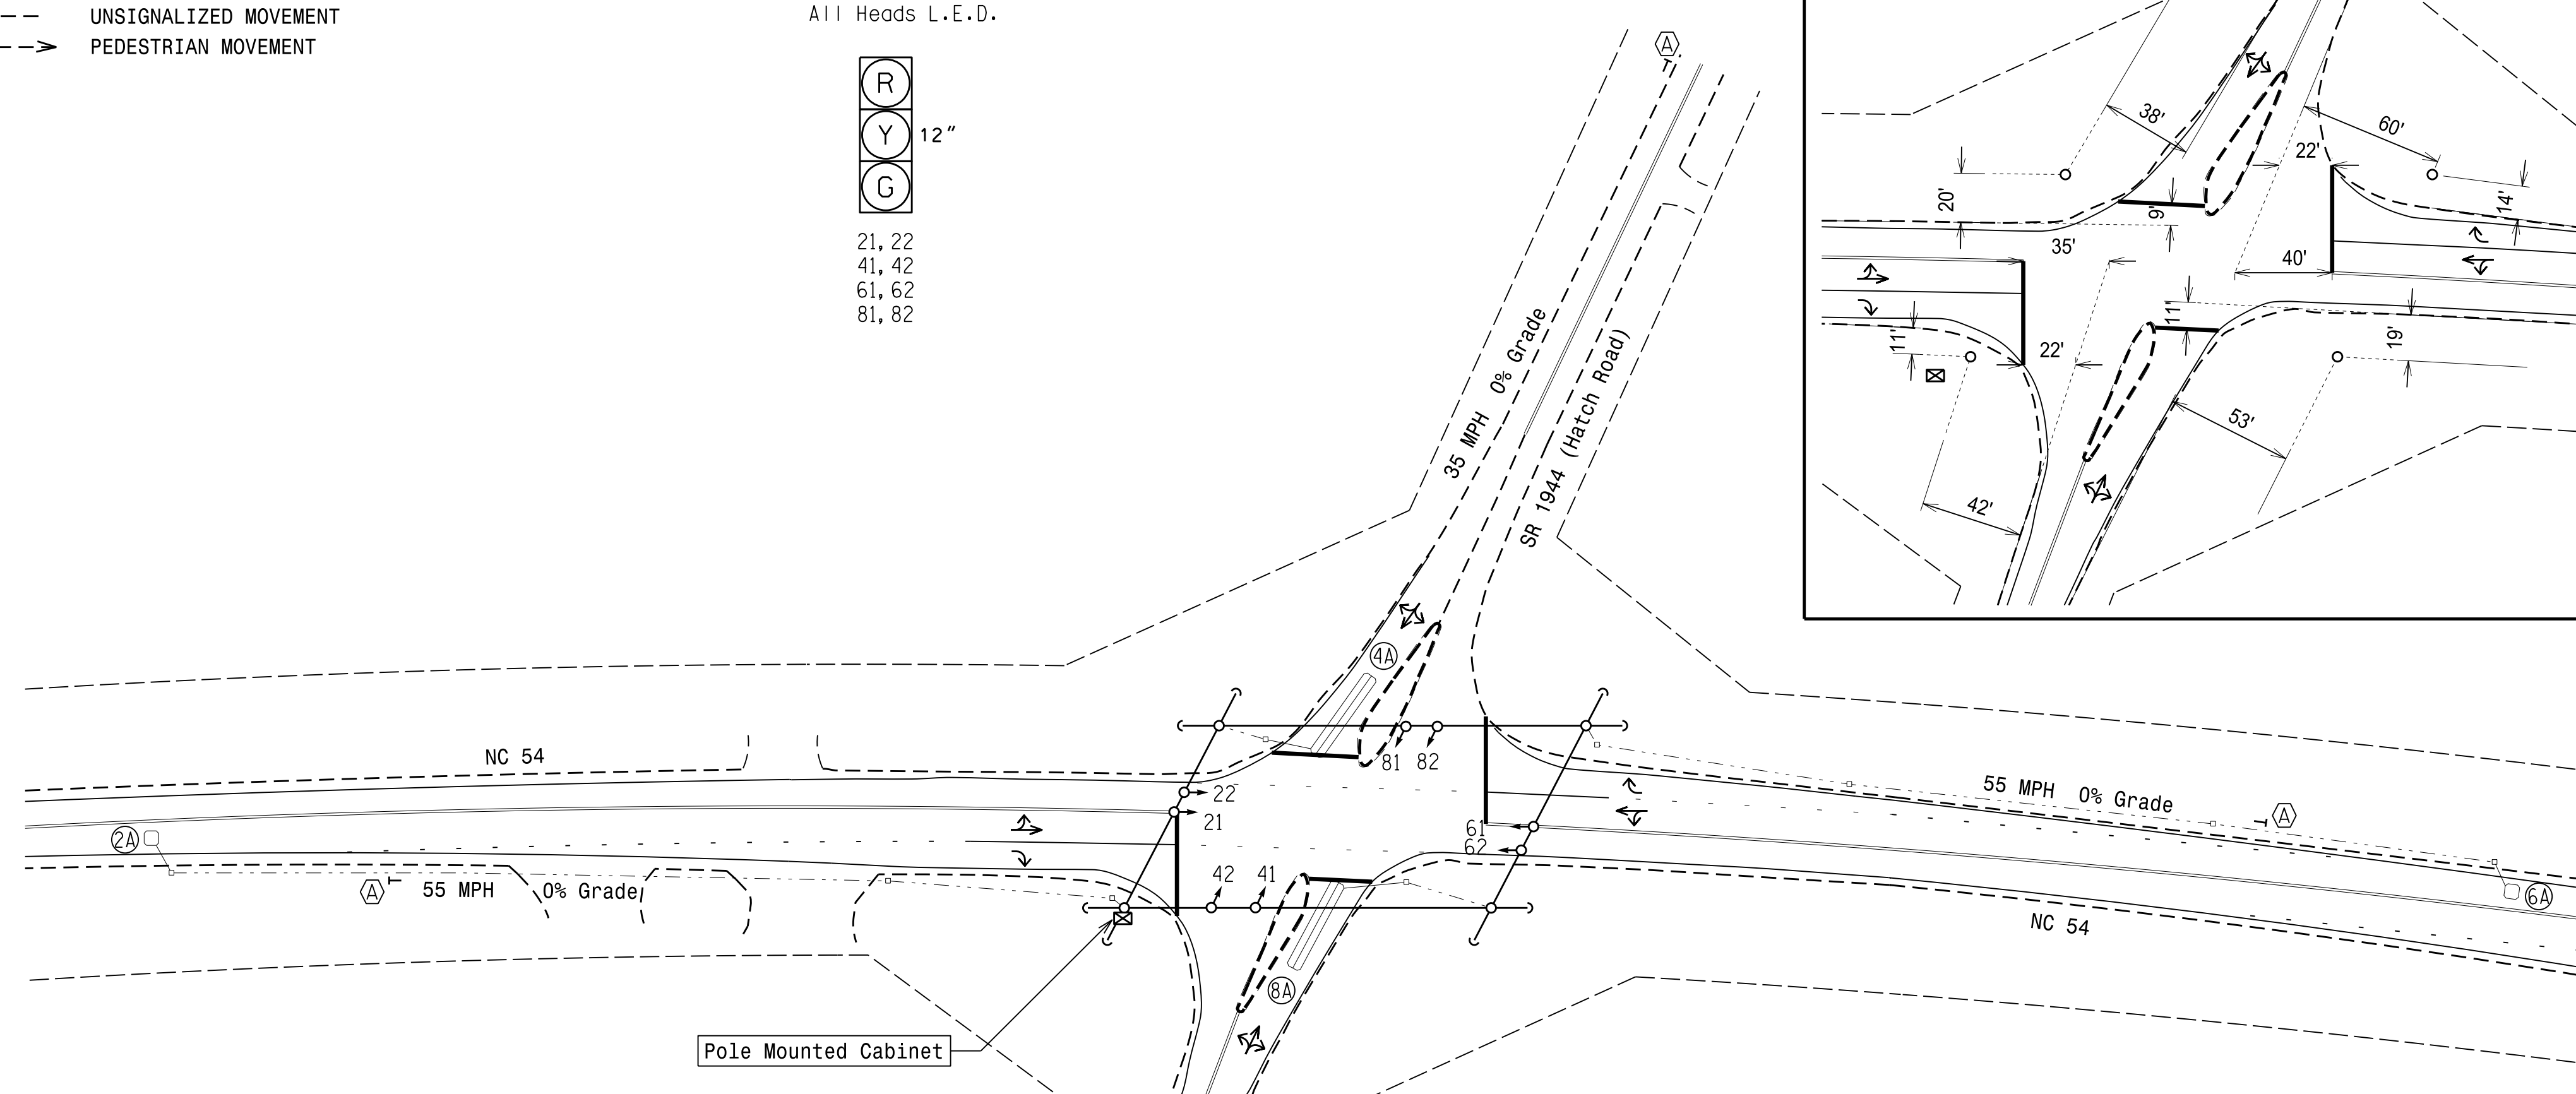 UNSIGNALIZED MOVEMENT
PEDESTRIAN MOVEMENT
All Heads L.E.D.
R
Y
G
12"
21, 22
41, 42
61, 62
81, 82
A
35 MPH 0% Grade
SR 1944 (Hatch Road)
38'
60'
22'
20'
9'
14'
35'
40'
11'
11'
22'
19'
53'
42'
4A
NC 54
81
82
22
21
61
62
42
41
55 MPH 0% Grade
A
2A
A
55 MPH 0% Grade
6A
NC 54
8A
Pole Mounted Cabinet